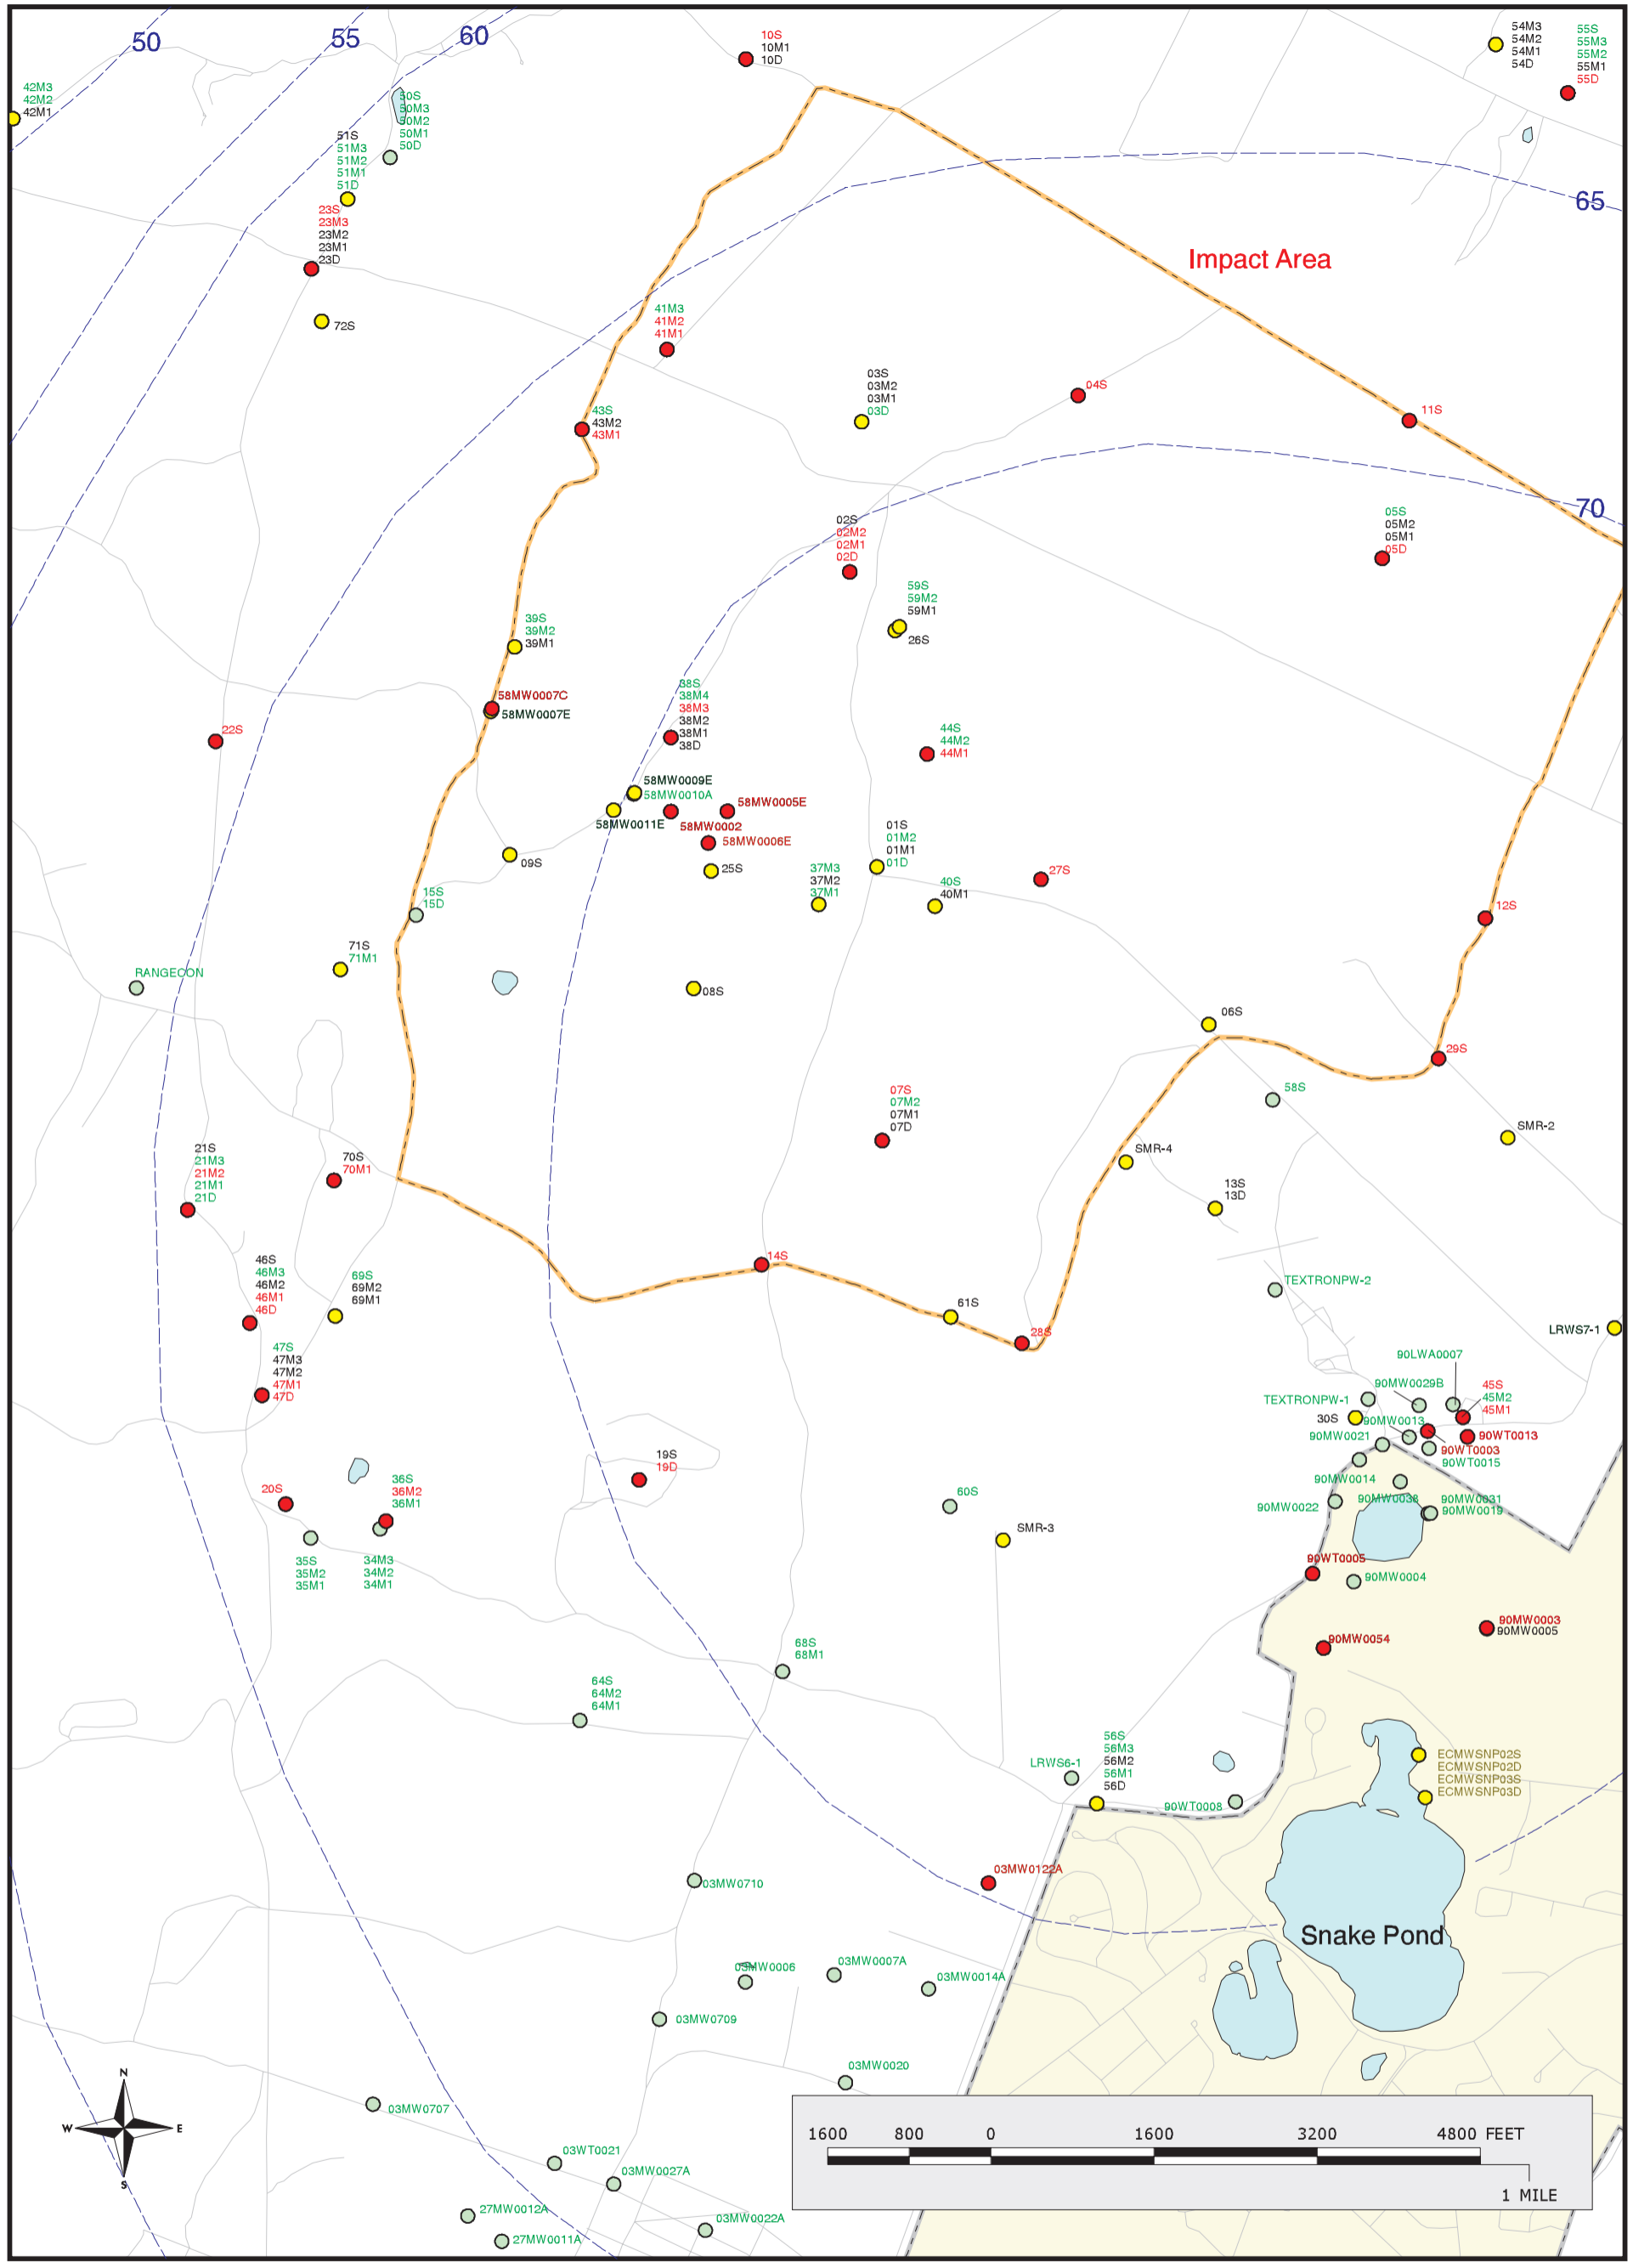 50
55
60
10S
10M1
10D
54M3
54M2
54M1
54D
55S
55M3
55M2
55M1
55D
42M3
42M2
42M1
50S
50M3
50M2
50M1
50D
51S
51M3
51M2
51M1
51D
65
23S
23M3
23M2
23M1
23D
Impact Area
72S
41M3
41M2
41M1
03S
03M2
03M1
03D
04S
43S
43M2
43M1
11S
70
02S
02M2
02M1
02D
05S
05M2
05M1
05D
59S
59M2
59M1
26S
39S
39M2
39M1
58MW0007C
58MW0007E
38S
38M4
38M3
38M2
38M1
38D
22S
44S
44M2
44M1
58MW0009E
58MW0010A
58MW0005E
58MW0011E
58MW0002
58MW0006E
01S
01M2
01M1
01D
09S
25S
37M3
37M2
37M1
27S
40S
40M1
15S
15D
12S
71S
71M1
RANGECON
08S
06S
29S
58S
07S
07M2
07M1
07D
SMR-2
SMR-4
21S
21M3
21M2
21M1
21D
70S
70M1
13S
13D
14S
46S
46M3
46M2
46M1
46D
69S
69M2
69M1
TEXTRONPW-2
61S
28S
LRWS7-1
47S
47M3
47M2
47M1
47D
90LWA0007
90MW0029B
45S
45M2
45M1
TEXTRONPW-1
30S
90MW0013
90MW0021
90WT0013
90WT0003
90WT0015
19S
19D
90MW0014
20S
36S
36M2
36M1
60S
90MW0022
90MW0038
90MW0031
90MW0019
SMR-3
35S
35M2
35M1
34M3
34M2
34M1
90WT0005
90MW0004
90MW0003
90MW0005
90MW0054
68S
68M1
64S
64M2
64M1
56S
56M3
56M2
56M1
56D
LRWS6-1
90WT0008
ECMWSNP02S
ECMWSNP02D
ECMWSNP03S
ECMWSNP03D
03MW0122A
03MW0710
Snake Pond
03MW0006
03MW0007A
03MW0014A
03MW0709
03MW0020
N
W
E
S
03MW0707
1600 800 0 1600 3200 4800 FEET
1 MILE
03WT0021
03MW0027A
27MW0012A
03MW0022A
27MW0011A